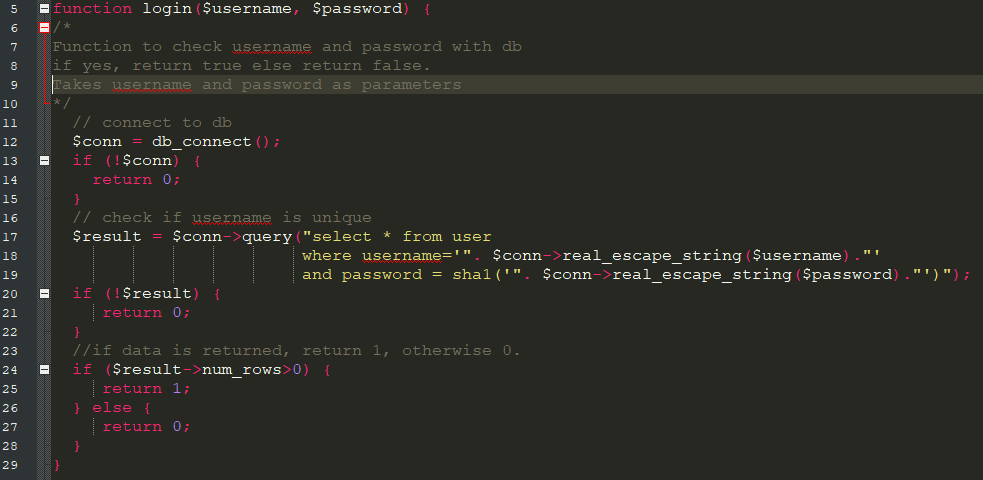 5 function login($username, $password) {
6 /*
7 Function to check username and password with db
8 if yes, return true else return false.
9 Takes username and password as parameters
10 */
11 // connect to db
12 $conn = db_connect();
13 if (!$conn) {
14 return 0;
15 }
16 // check if username is unique
17 $result = $conn->query("select * from user
18 where username='". $conn->real_escape_string($username)."'
19 and password = sha1('". $conn->real_escape_string($password)."')");
20 if (!$result) {
21 return 0;
22 }
23 //if data is returned, return 1, otherwise 0.
24 if ($result->num_rows>0) {
25 return 1;
26 } else {
27 return 0;
28 }
29 }